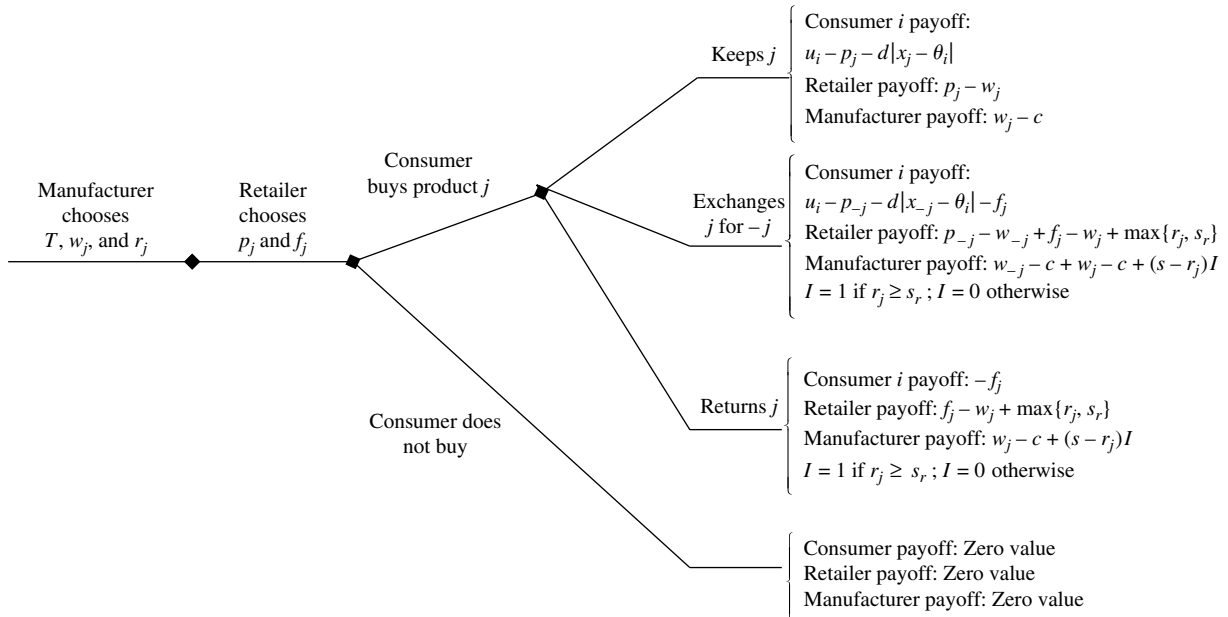 Manufacturer
chooses
T, w_j, and r_j
Retailer
chooses
p_j and f_j
Consumer
buys product j
Consumer does
not buy
Keeps j
Consumer i payoff:
u_i – p_j – d|x_j – θ_i|
Retailer payoff: p_j – w_j
Manufacturer payoff: w_j – c
Exchanges
j for –j
Consumer i payoff:
u_i – p_{–j} – d|x_{–j} – θ_i| – f_j
Retailer payoff: p_{–j} – w_{–j} + f_j – w_j + max{r_j, s_r}
Manufacturer payoff: w_{–j} – c + w_j – c + (s – r_j)I
I = 1 if r_j ≥ s_r ; I = 0 otherwise
Returns j
Consumer i payoff: –f_j
Retailer payoff: f_j – w_j + max{r_j, s_r}
Manufacturer payoff: w_j – c + (s – r_j)I
I = 1 if r_j ≥ s_r ; I = 0 otherwise
Consumer payoff: Zero value
Retailer payoff: Zero value
Manufacturer payoff: Zero value